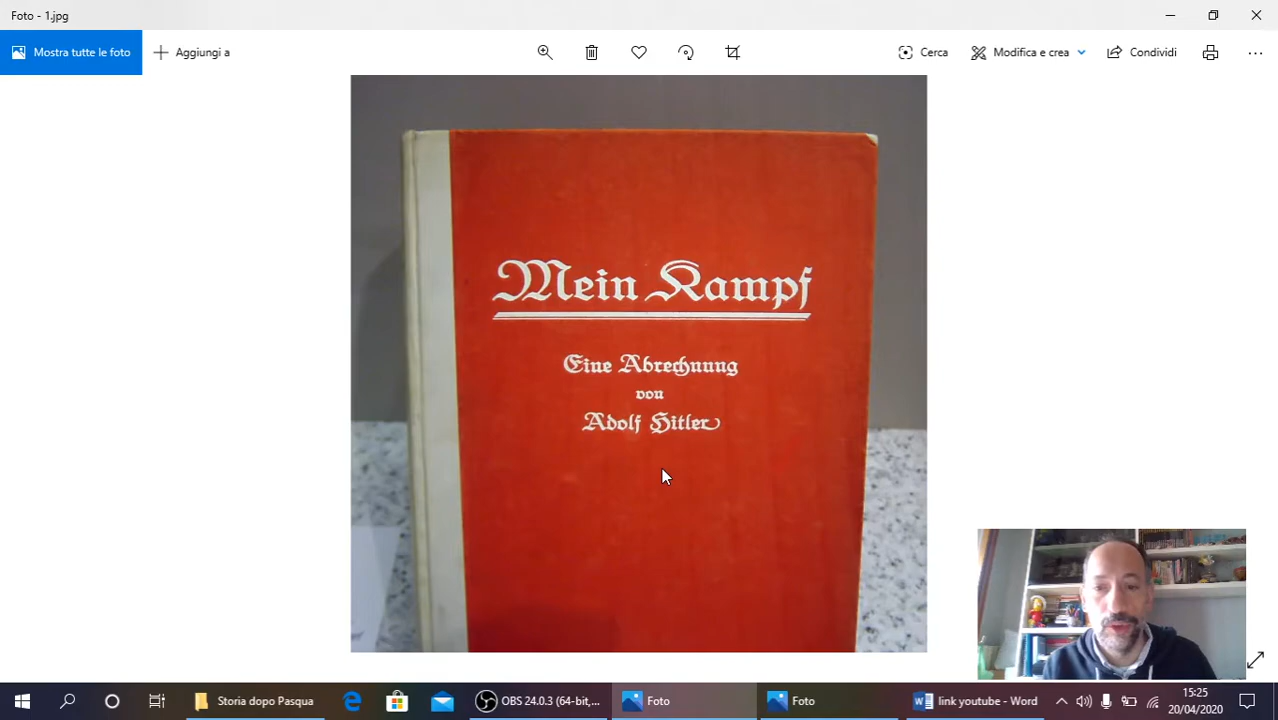 Foto - 1.jpg
Mostra tutte le foto
Aggiungi a
Cerca
Modifica e crea
Condividi
Mein Kampf
Eine Abrechnung
von
Adolf Hitler
Storia dopo Pasqua
OBS 24.0.3 (64-bit,...
Foto
Foto
link youtube - Word
15:25
20/04/2020